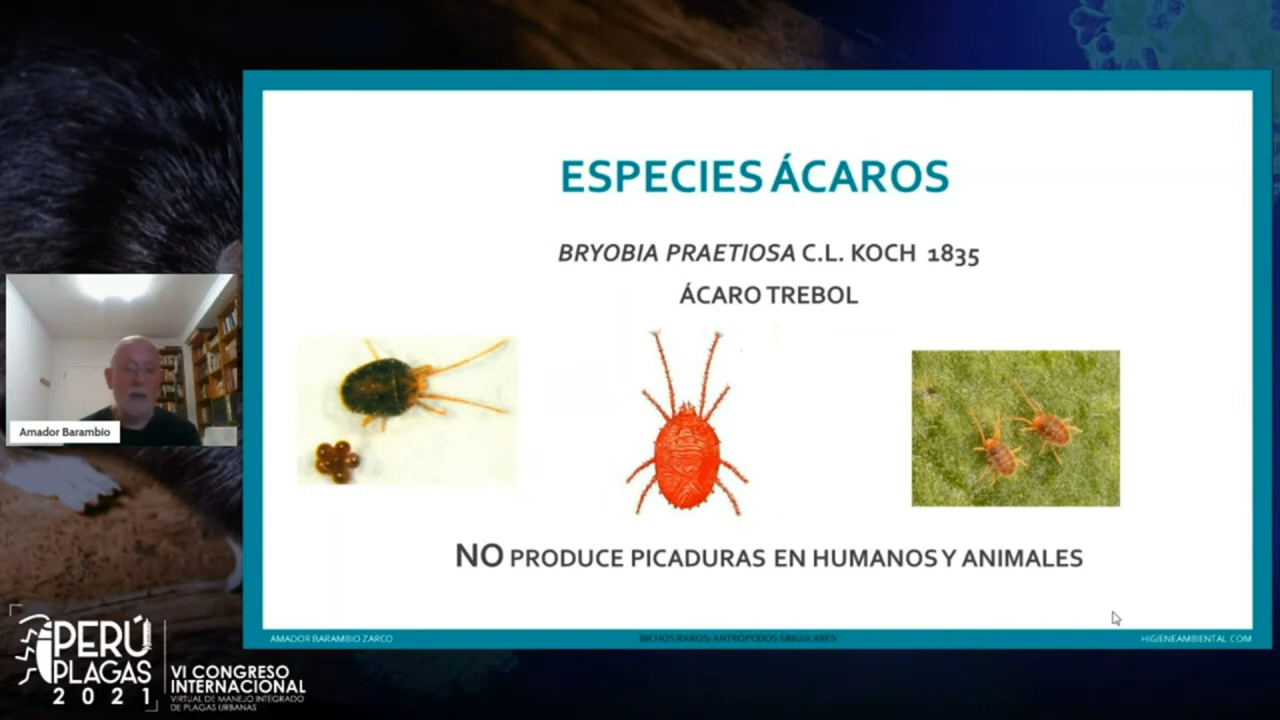 ESPECIES ÁCAROS
BRYOBIA PRAETIOSA C.L. KOCH 1835
ÁCARO TREBOL
Amador Barambio
NO PRODUCE PICADURAS EN HUMANOS Y ANIMALES
AMADOR BARAMBIO ZARCO
BICHOS RAROS: ANTRÓPODOS SINGULARES
HIGIENEAMBIENTAL.COM
PERÚ
PLAGAS
2021
VI CONGRESO
INTERNACIONAL
VIRTUAL DE MANEJO INTEGRADO
DE PLAGAS URBANAS